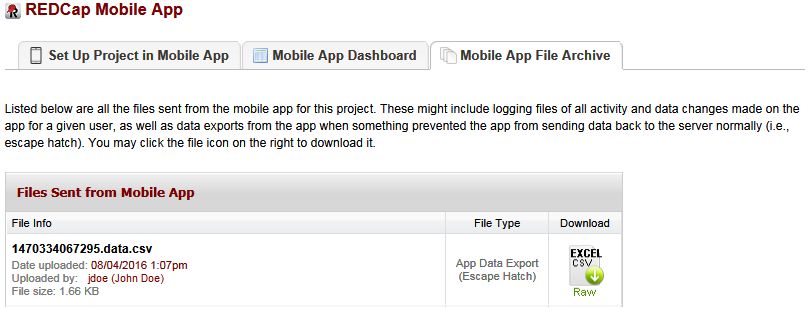 REDCap Mobile App
Set Up Project in Mobile App Mobile App Dashboard Mobile App File Archive
Listed below are all the files sent from the mobile app for this project. These might include logging files of all activity and data changes made on the
app for a given user, as well as data exports from the app when something prevented the app from sending data back to the server normally (i.e.,
escape hatch). You may click the file icon on the right to download it.
Files Sent from Mobile App
File Info File Type Download
1470334067295.data.csv
Date uploaded: 08/04/2016 1:07pm
Uploaded by: jdoe (John Doe)
File size: 1.66 KB
App Data Export
(Escape Hatch)
EXCEL
CSV
Raw